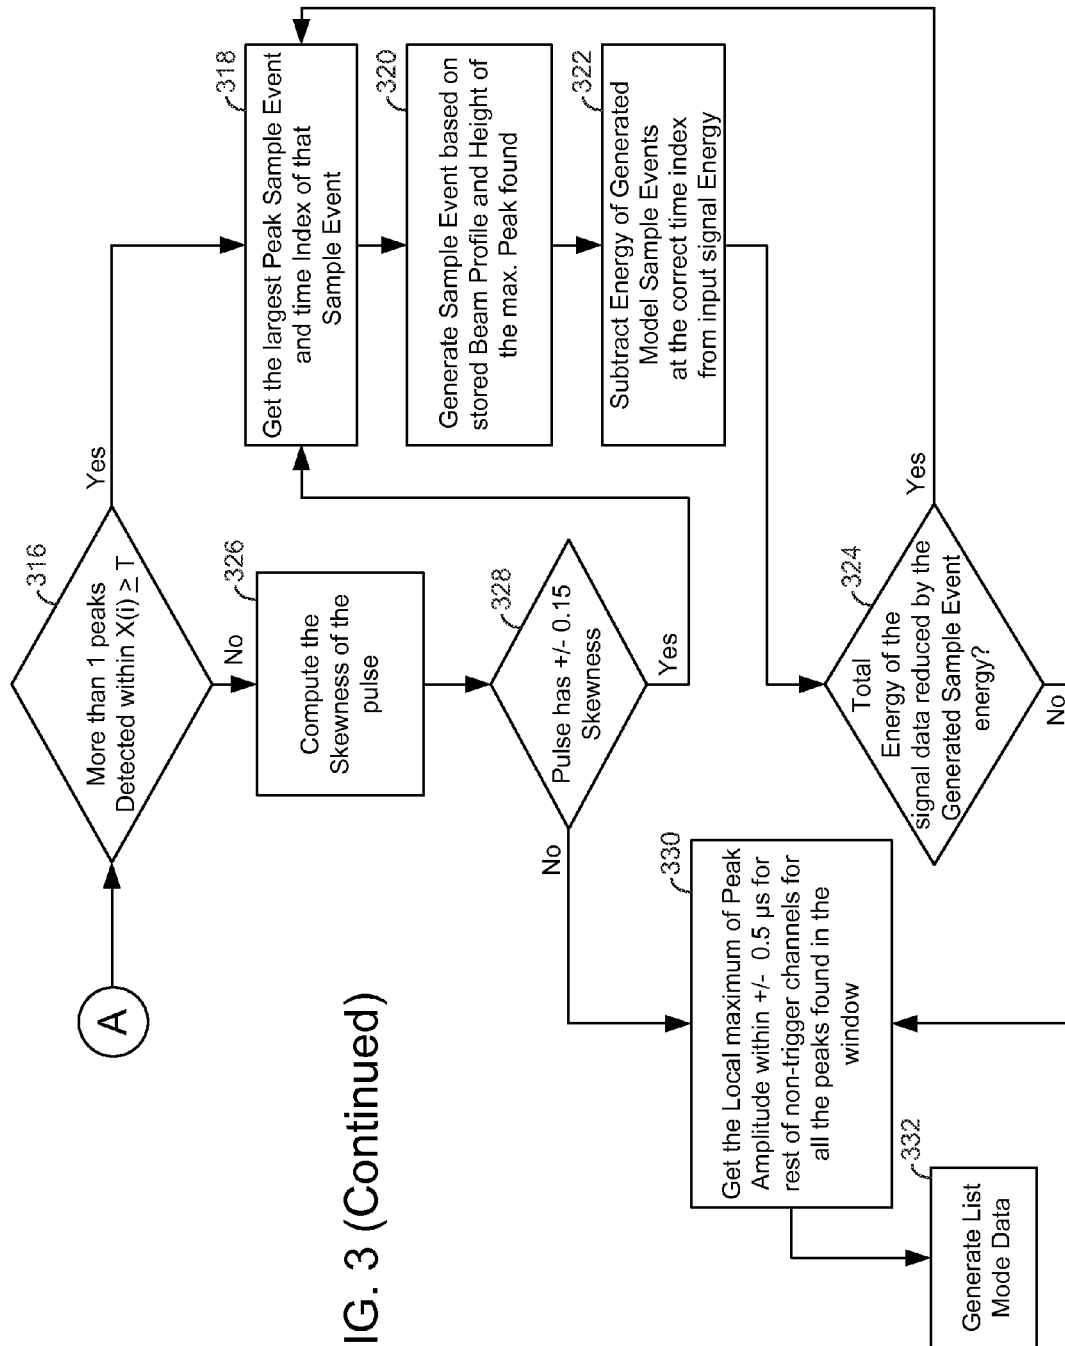 A
316
More than 1 peaks
Detected within X(i) ≥ T
Yes
No
318
Get the largest Peak Sample Event
and time Index of that
Sample Event
320
Generate Sample Event based on
stored Beam Profile and Height of
the max. Peak found
322
Subtract Energy of Generated
Model Sample Events
at the correct time index
from input signal Energy
326
Compute the
Skewness of the
pulse
328
Pulse has +/- 0.15
Skewness
Yes
No
324
Total
Energy of the
signal data reduced by the
Generated Sample Event
energy?
Yes
No
330
Get the Local maximum of Peak
Amplitude within +/- 0.5 µs for
rest of non-trigger channels for
all the peaks found in the
window
332
Generate List
Mode Data
IG. 3 (Continued)